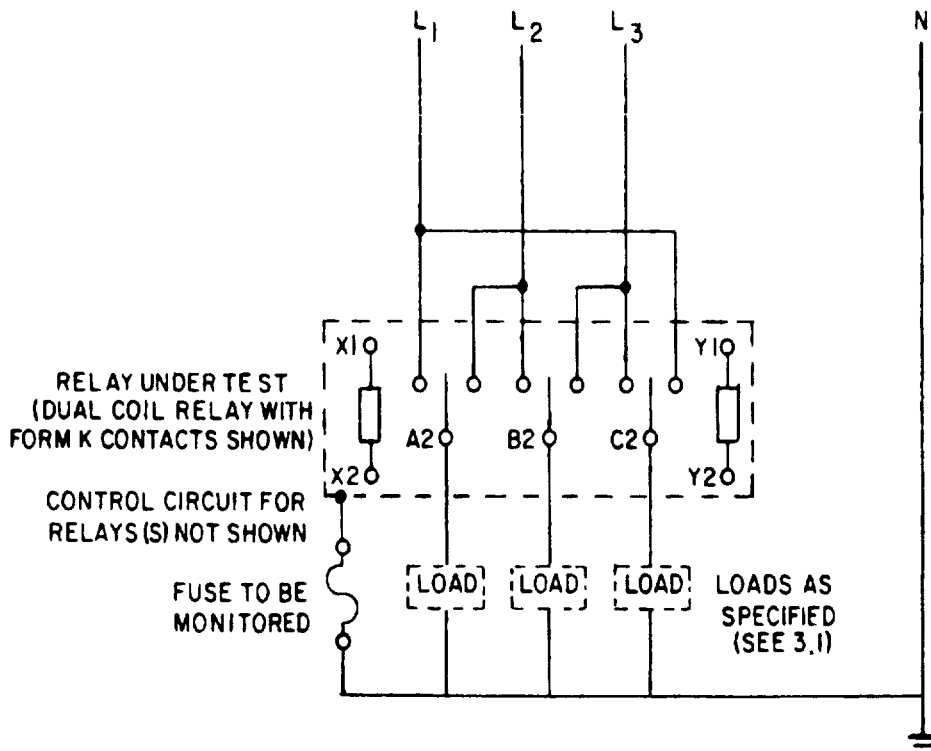 L1 L2 L3 N
X1 Y1
RELAY UNDER TEST
(DUAL COIL RELAY WITH
FORM K CONTACTS SHOWN)
A2 B2 C2
X2 Y2
CONTROL CIRCUIT FOR
RELAYS(S) NOT SHOWN
FUSE TO BE
MONITORED
LOAD LOAD LOAD
LOADS AS
SPECIFIED
(SEE 3.1)